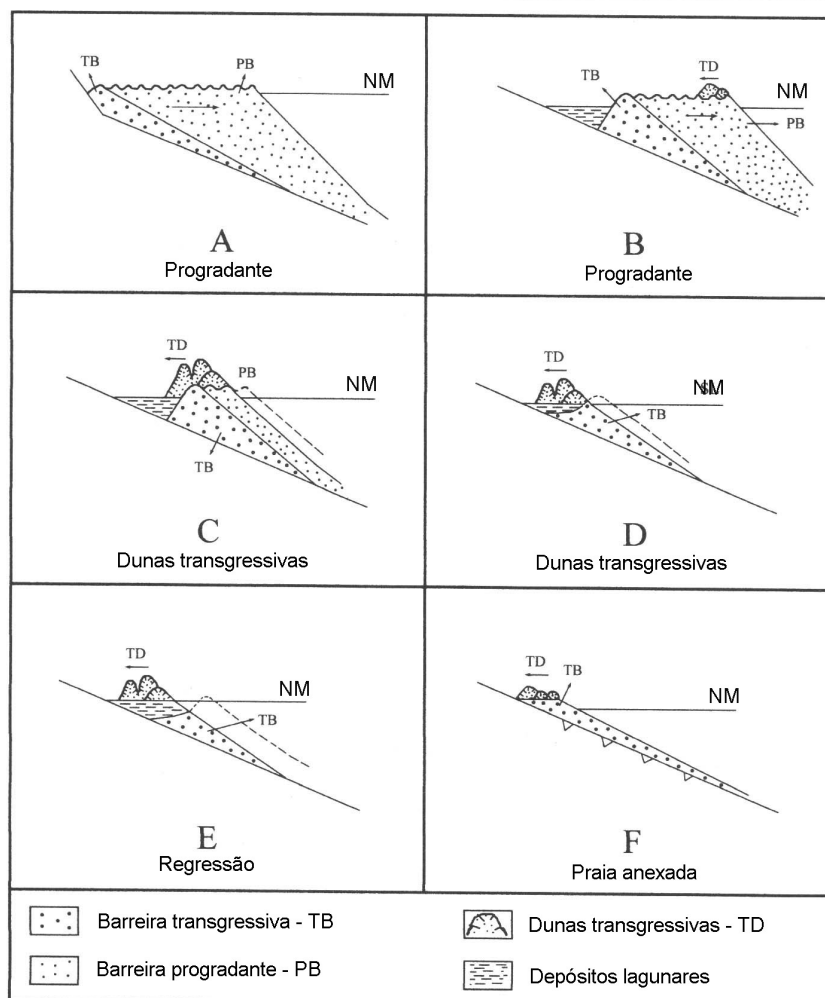 TB
PB
NM
A
Progradante
TD
TB
NM
PB
B
Progradante
TD
PB
NM
TB
C
Dunas transgressivas
TD
NM
TB
D
Dunas transgressivas
TD
NM
TB
E
Regressão
TD
TB
NM
F
Praia anexada
Barreira transgressiva - TB
Dunas transgressivas - TD
Barreira progradante - PB
Depósitos lagunares